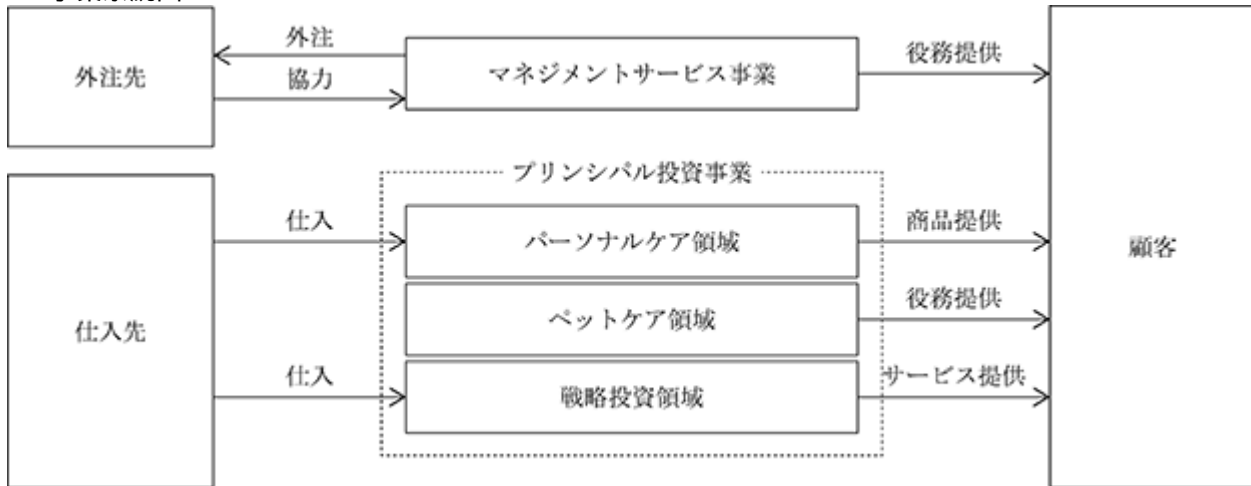 外注
役務提供
外注先
マネジメントサービス事業
協力
プリンシパル投資事業
仕入
商品提供
パーソナルケア領域
顧客
役務提供
仕入先
ペットケア領域
仕入
サービス提供
戦略投資領域